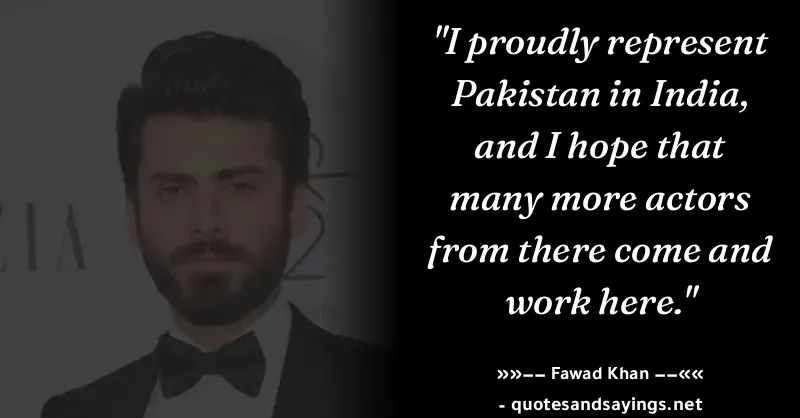 "I proudly represent
Pakistan in India,
and I hope that
many more actors
from there come and
work here."
»»–– Fawad Khan ––««
- quotesandsayings.net
ZIA